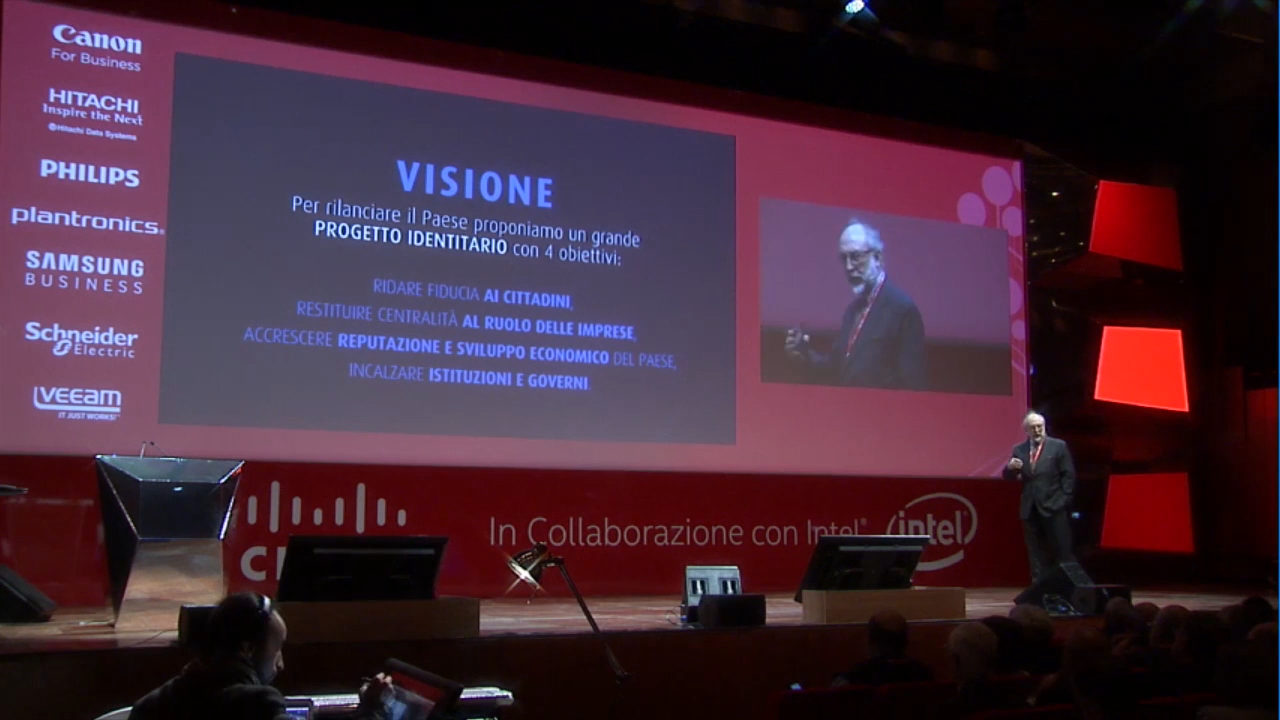 Canon
For Business
HITACHI
Inspire the Next
Hitachi Data Systems
PHILIPS
plantronics®
SAMSUNG
BUSINESS
Schneider
Electric
veeam
IT JUST WORKS!™
VISIONE
Per rilanciare il Paese proponiamo un grande
PROGETTO IDENTITARIO con 4 obiettivi:
RIDARE FIDUCIA AI CITTADINI,
RESTITUIRE CENTRALITÀ AL RUOLO DELLE IMPRESE,
ACCRESCERE REPUTAZIONE E SVILUPPO ECONOMICO DEL PAESE,
INCALZARE ISTITUZIONI E GOVERNI.
In Collaborazione con Intel®
intel